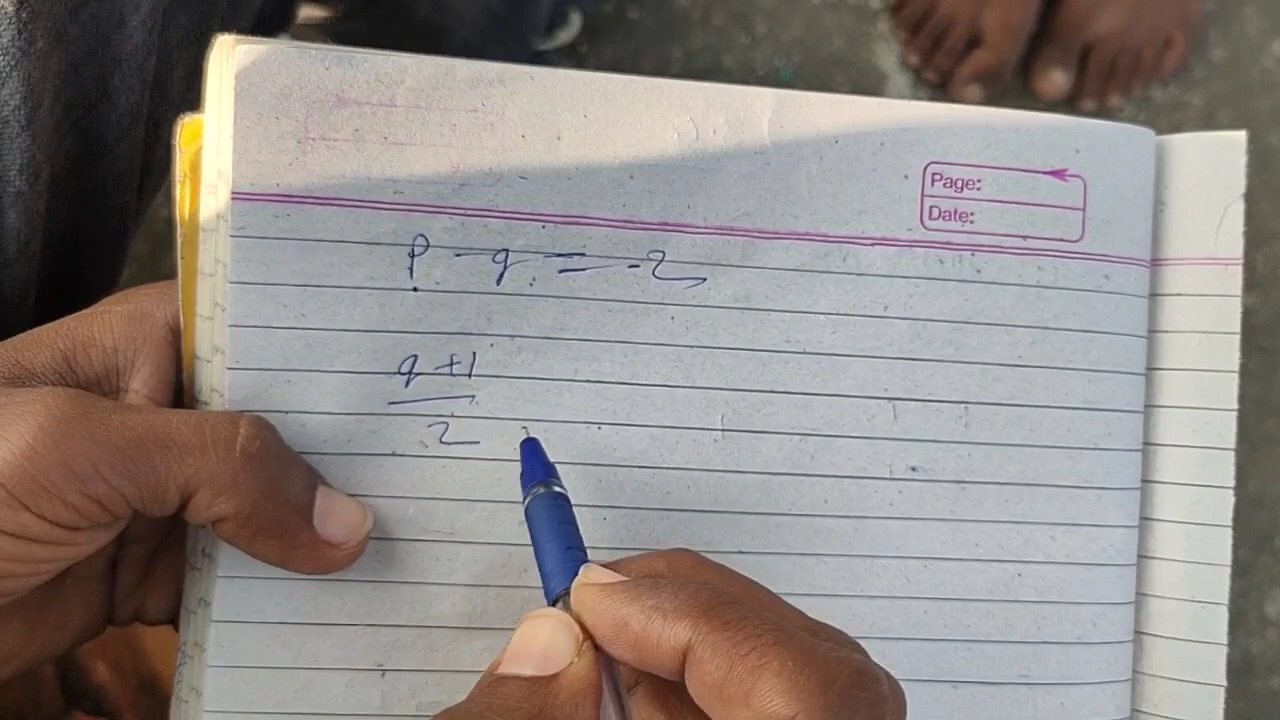 Page:
Date:
p - q = -2
q +1
2